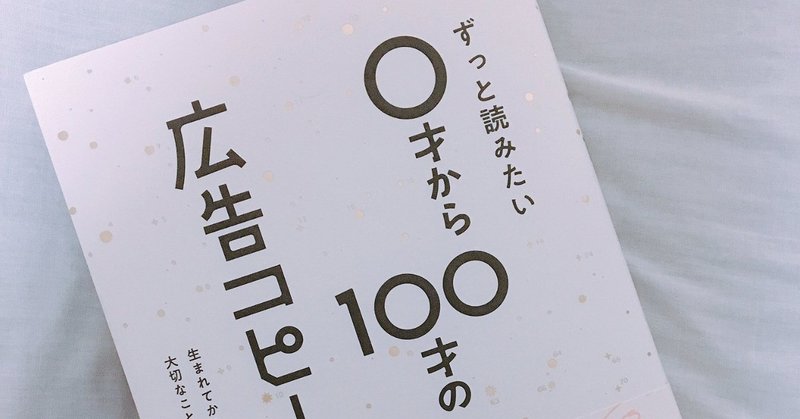 ずっと読みたい
0才から
100才の
広告コピー
生まれてか
大切なこと